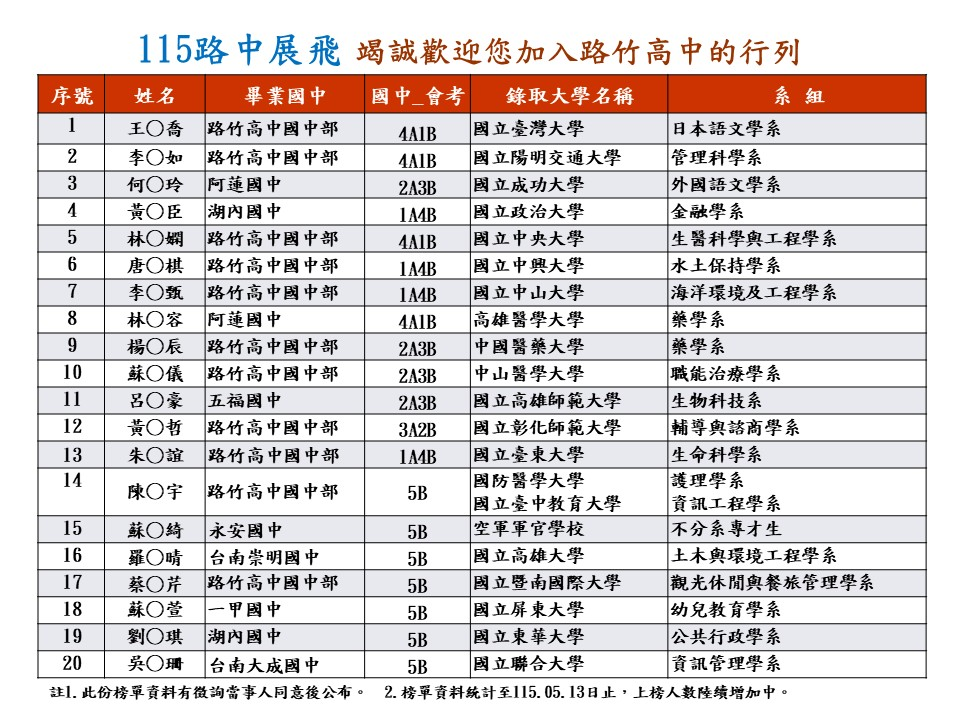 115路中展飛 竭誠歡迎您加入路竹高中的行列
序號 姓名 畢業國中 國中_會考 錄取大學名稱 系 組
1 王〇喬 路竹高中國中部 4A1B 國立臺灣大學 日本語文學系
2 李〇如 路竹高中國中部 4A1B 國立陽明交通大學 管理科學系
3 何〇玲 阿蓮國中 2A3B 國立成功大學 外國語文學系
4 黃〇臣 湖內國中 1A4B 國立政治大學 金融學系
5 林〇嫻 路竹高中國中部 4A1B 國立中央大學 生醫科學與工程學系
6 唐〇棋 路竹高中國中部 1A4B 國立中興大學 水土保持學系
7 李〇甄 路竹高中國中部 1A4B 國立中山大學 海洋環境及工程學系
8 林〇容 阿蓮國中 4A1B 高雄醫學大學 藥學系
9 楊〇辰 路竹高中國中部 2A3B 中國醫藥大學 藥學系
10 蘇〇儀 路竹高中國中部 2A3B 中山醫學大學 職能治療學系
11 呂〇豪 五福國中 2A3B 國立高雄師範大學 生物科技系
12 黃〇哲 路竹高中國中部 3A2B 國立彰化師範大學 輔導與諮商學系
13 朱〇誼 路竹高中國中部 1A4B 國立臺東大學 生命科學系
14 陳〇宇 路竹高中國中部 5B 國防醫學大學 護理學系
國立臺中教育大學 資訊工程學系
15 蘇〇綺 永安國中 5B 空軍軍官學校 不分系專才生
16 羅〇晴 台南崇明國中 5B 國立高雄大學 土木與環境工程學系
17 蔡〇芹 路竹高中國中部 5B 國立暨南國際大學 觀光休閒與餐旅管理學系
18 蘇〇萱 一甲國中 5B 國立屏東大學 幼兒教育學系
19 劉〇琪 湖內國中 5B 國立東華大學 公共行政學系
20 吳〇珊 台南大成國中 5B 國立聯合大學 資訊管理學系
註1.此份榜單資料有徵詢當事人同意後公布。 2.榜單資料統計至115.05.13日止，上榜人數陸續增加中。